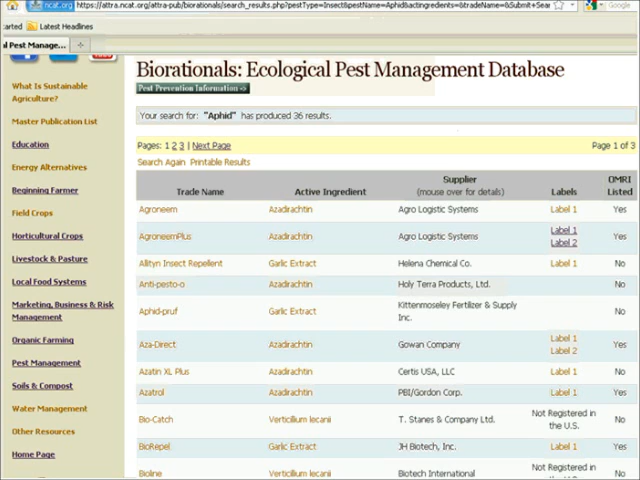 ncat.org https://attra.ncat.org/attra-pub/biorationals/search_results.php?pestType=Insect&pestName=Aphid&actingredients=&tradeName=&Submit+Sear
Google
tarted Latest Headlines
al Pest Manage...
Biorationals: Ecological Pest Management Database
Pest Prevention Information ->
What Is Sustainable
Agriculture?
Master Publication List
Education
Energy Alternatives
Beginning Farmer
Field Crops
Horticultural Crops
Livestock & Pasture
Local Food Systems
Marketing, Business & Risk
Management
Organic Farming
Pest Management
Soils & Compost
Water Management
Other Resources
Home Page
Your search for: "Aphid" has produced 36 results.
Pages: 1 2 3 | Next Page Page 1 of 3
Search Again Printable Results
Trade Name Active Ingredient Supplier (mouse over for details) Labels OMRI Listed
Agroneem Azadirachtin Agro Logistic Systems Label 1 Yes
AgroneemPlus Azadirachtin Agro Logistic Systems Label 1 Label 2 Yes
Allityn Insect Repellent Garlic Extract Helena Chemical Co. Label 1 No
Anti-pesto-o Azadirachtin Holy Terra Products, Ltd. No
Aphid-pruf Garlic Extract Kittenmoseley Fertilizer & Supply Inc. No
Aza-Direct Azadirachtin Gowan Company Label 1 Label 2 Yes
Azatin XL Plus Azadirachtin Certis USA, LLC Label 1 No
Azatrol Azadirachtin PBI/Gordon Corp. Label 1 Yes
Bio-Catch Verticillium lecanii T. Stanes & Company Ltd. Not Registered in the U.S. No
BioRepel Garlic Extract JH Biotech, Inc. Label 1 Yes
Bioline Verticillium lecanii Biotech International Not Registered in No